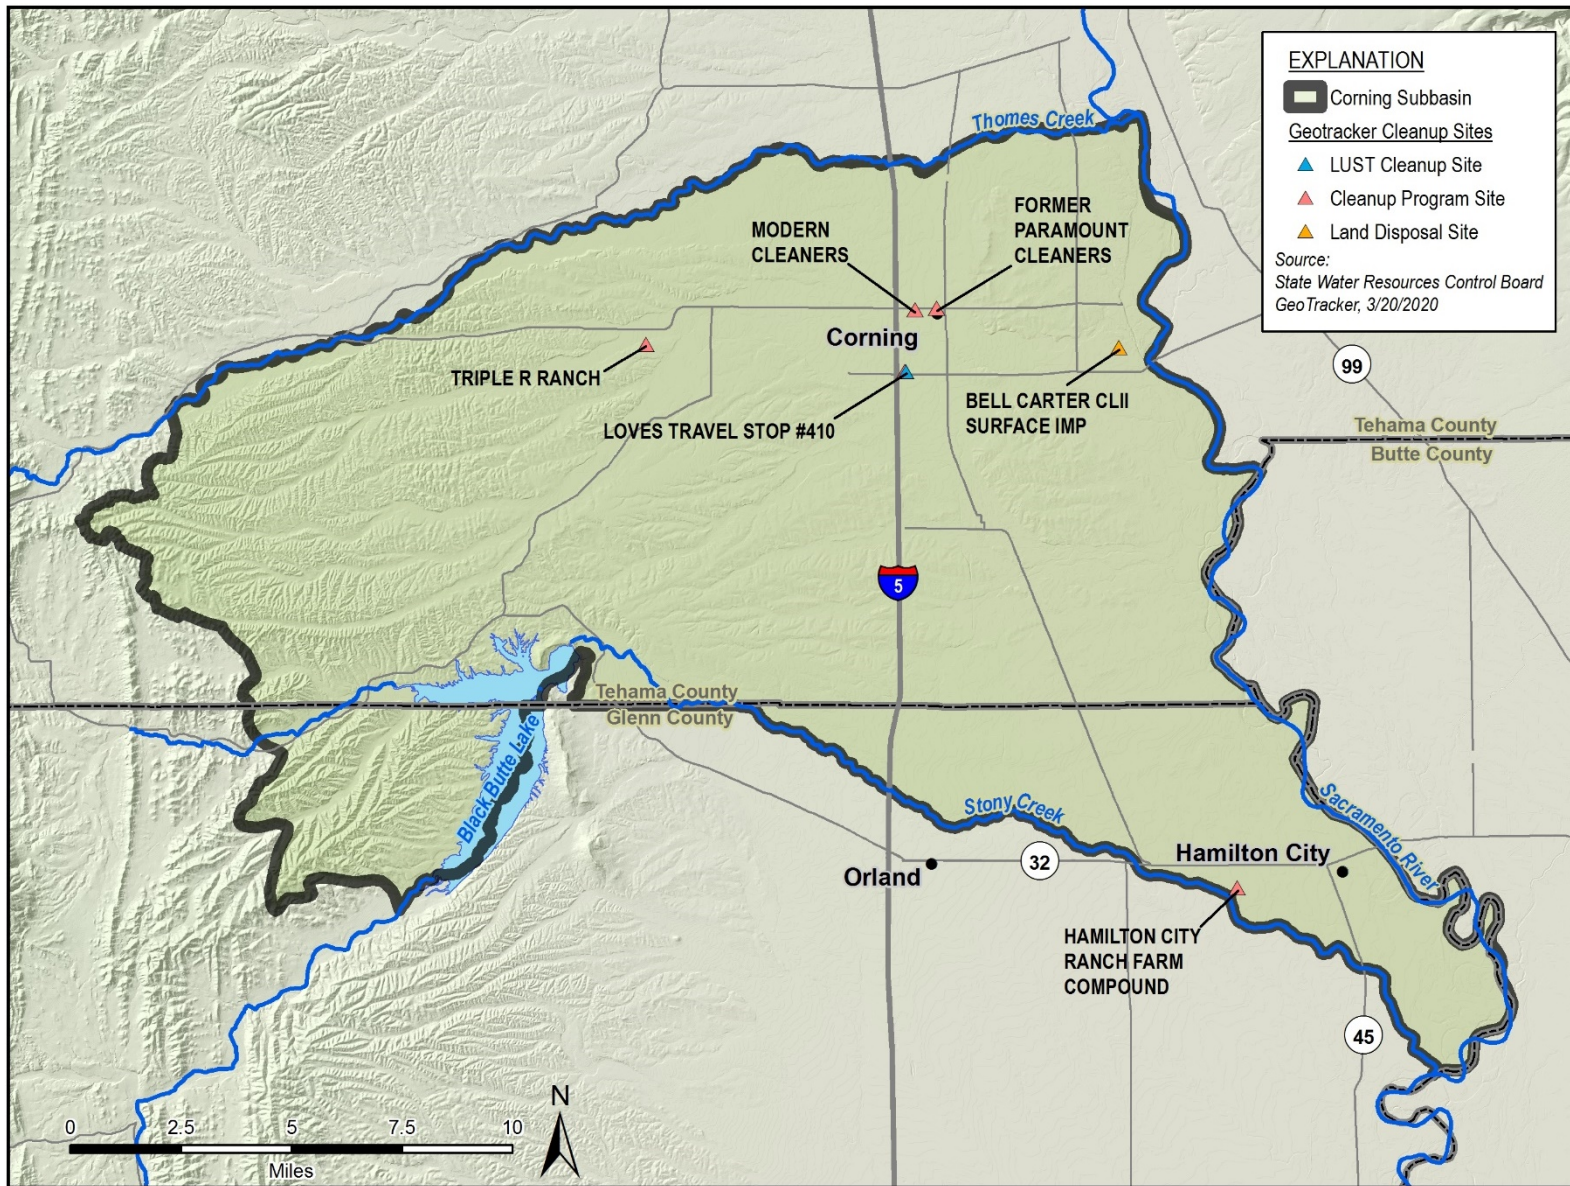 EXPLANATION
Corning Subbasin
Geotracker Cleanup Sites
LUST Cleanup Site
Cleanup Program Site
Land Disposal Site
Source:
State Water Resources Control Board
GeoTracker, 3/20/2020
Thomes Creek
MODERN
CLEANERS
FORMER
PARAMOUNT
CLEANERS
Corning
TRIPLE R RANCH
LOVES TRAVEL STOP #410
BELL CARTER CLII
SURFACE IMP
99
Tehama County
Butte County
5
Tehama County
Glenn County
Black Butte Lake
Stony Creek
Sacramento River
Orland
32
Hamilton City
HAMILTON CITY
RANCH FARM
COMPOUND
45
N
0 2.5 5 7.5 10
Miles